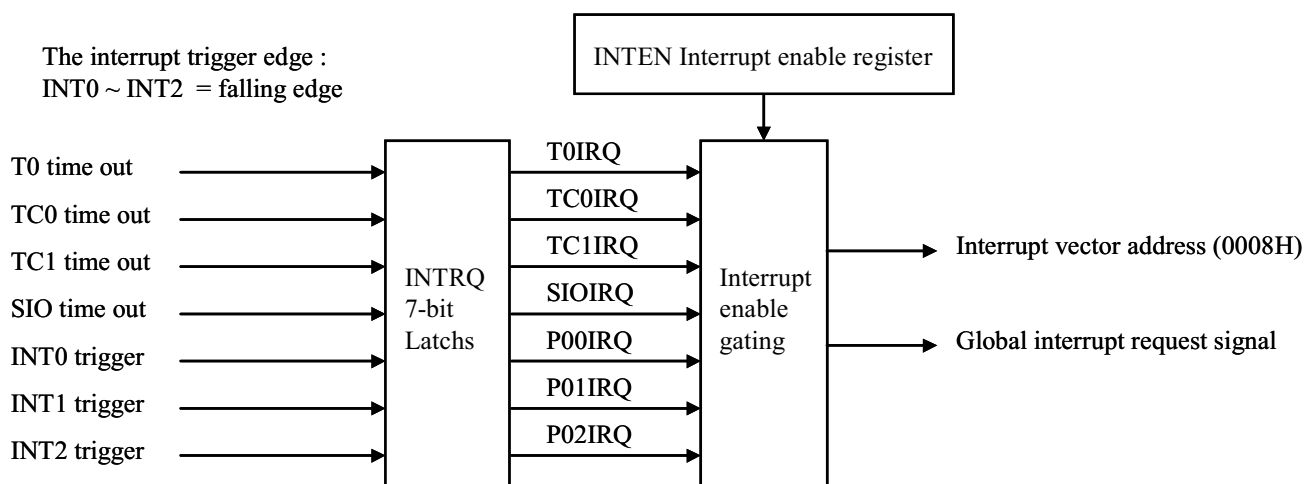 The interrupt trigger edge :
INT0 ~ INT2 = falling edge
INTEN Interrupt enable register
T0 time out
TC0 time out
TC1 time out
SIO time out
INT0 trigger
INT1 trigger
INT2 trigger
INTRQ
7-bit
Latchs
T0IRQ
TC0IRQ
TC1IRQ
SIOIRQ
P00IRQ
P01IRQ
P02IRQ
Interrupt
enable
gating
Interrupt vector address (0008H)
Global interrupt request signal